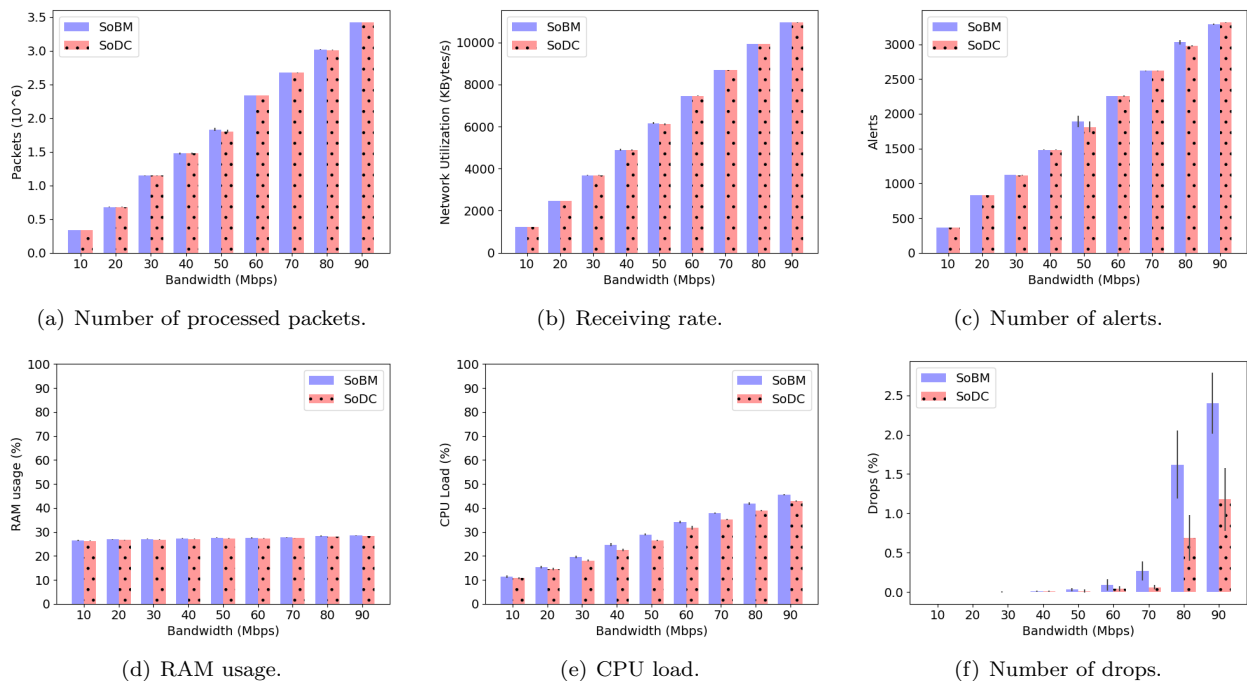 3.5
3.0
2.5
2.0
1.5
1.0
0.5
0.0
Packets (10^6)
SoBM
SoDC
10 20 30 40 50 60 70 80 90
Bandwidth (Mbps)
(a) Number of processed packets.
10000
8000
6000
4000
2000
0
Network Utilization (KBytes/s)
SoBM
SoDC
10 20 30 40 50 60 70 80 90
Bandwidth (Mbps)
(b) Receiving rate.
3000
2500
2000
1500
1000
500
0
Alerts
SoBM
SoDC
10 20 30 40 50 60 70 80 90
Bandwidth (Mbps)
(c) Number of alerts.
100
90
80
70
60
50
40
30
20
10
0
RAM usage (%)
SoBM
SoDC
10 20 30 40 50 60 70 80 90
Bandwidth (Mbps)
(d) RAM usage.
100
90
80
70
60
50
40
30
20
10
0
CPU Load (%)
SoBM
SoDC
10 20 30 40 50 60 70 80 90
Bandwidth (Mbps)
(e) CPU load.
2.5
2.0
1.5
1.0
0.5
0.0
Drops (%)
SoBM
SoDC
10 20 30 40 50 60 70 80 90
Bandwidth (Mbps)
(f) Number of drops.